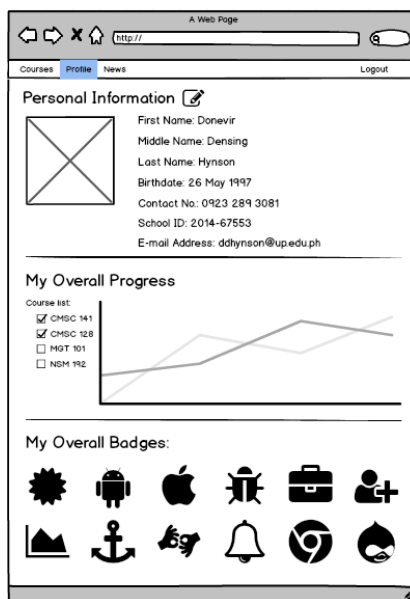 A Web Page
http://
Courses Profile News Logout
Personal Information
First Name: Donevir
Middle Name: Densing
Last Name: Hynson
Birthdate: 26 May 1997
Contact No.: 0923 289 3081
School ID: 2014-67553
E-mail Address: ddhynson@up.edu.ph
My Overall Progress
Course list:
CMSC 141
CMSC 128
MGT 101
NSM 192
My Overall Badges: